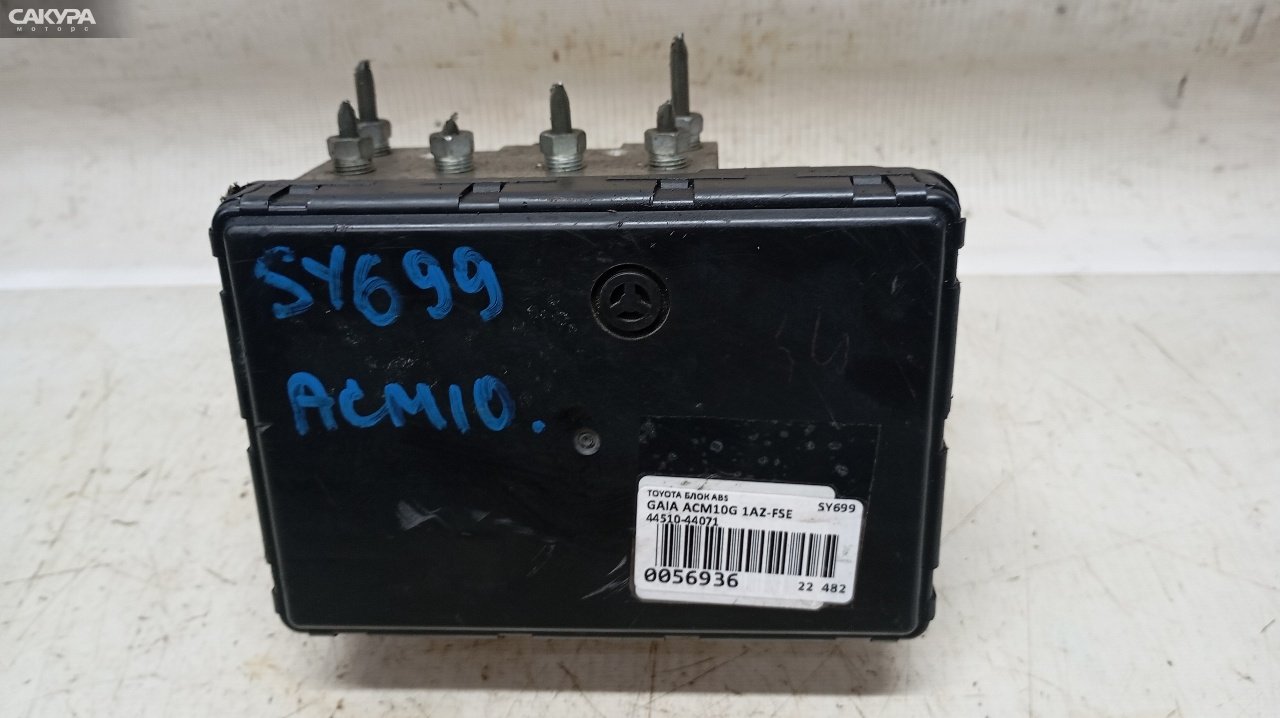 САКУРА
моторс
SY699
ACM10.
TOYOTA БЛОК ABS
GAIA ACM10G 1AZ-FSE SY699
44510-44071
0056936 22 482